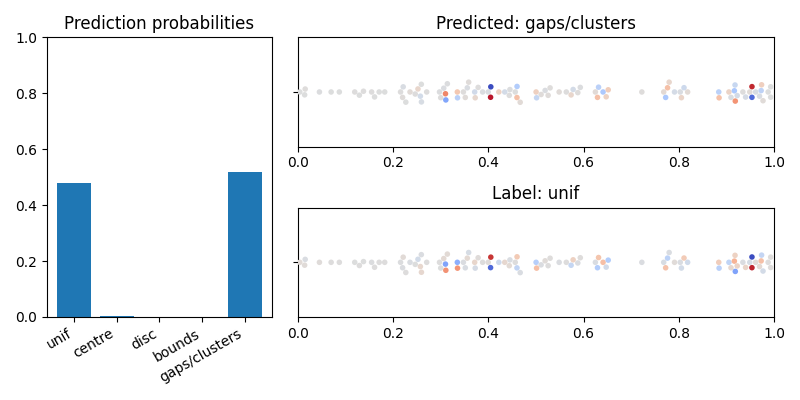 Prediction probabilities
1.0
0.8
0.6
0.4
0.2
0.0
unif
centre
disc
bounds
gaps/clusters
Predicted: gaps/clusters
0.0 0.2 0.4 0.6 0.8 1.0
Label: unif
0.0 0.2 0.4 0.6 0.8 1.0